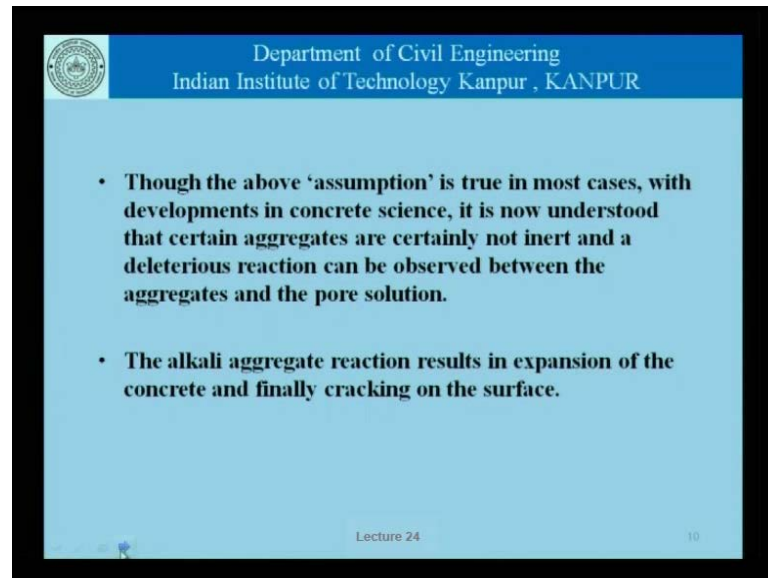 Department of Civil Engineering
Indian Institute of Technology Kanpur , KANPUR
• Though the above ‘assumption’ is true in most cases, with
developments in concrete science, it is now understood
that certain aggregates are certainly not inert and a
deleterious reaction can be observed between the
aggregates and the pore solution.
• The alkali aggregate reaction results in expansion of the
concrete and finally cracking on the surface.
Lecture 24
10